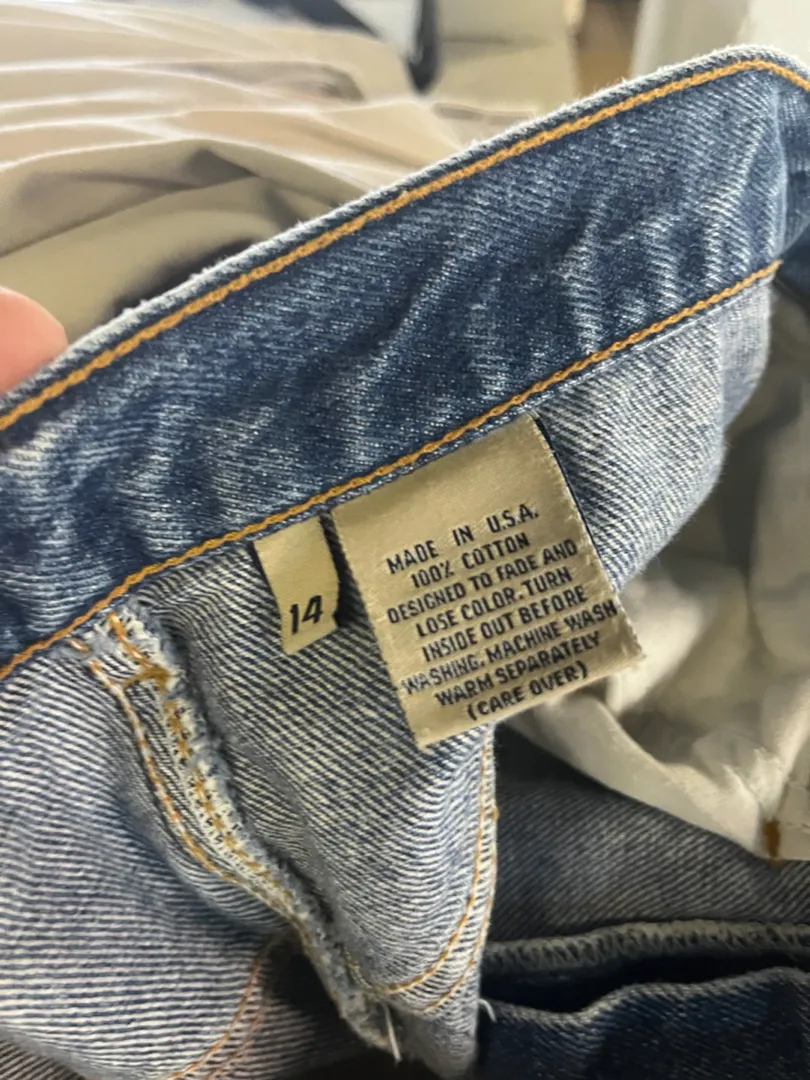 14
MADE IN U.S.A.
100% COTTON
DESIGNED TO FADE AND
LOSE COLOR. TURN
INSIDE OUT BEFORE
WASHING. MACHINE WASH
WARM SEPARATELY
(CARE OVER)